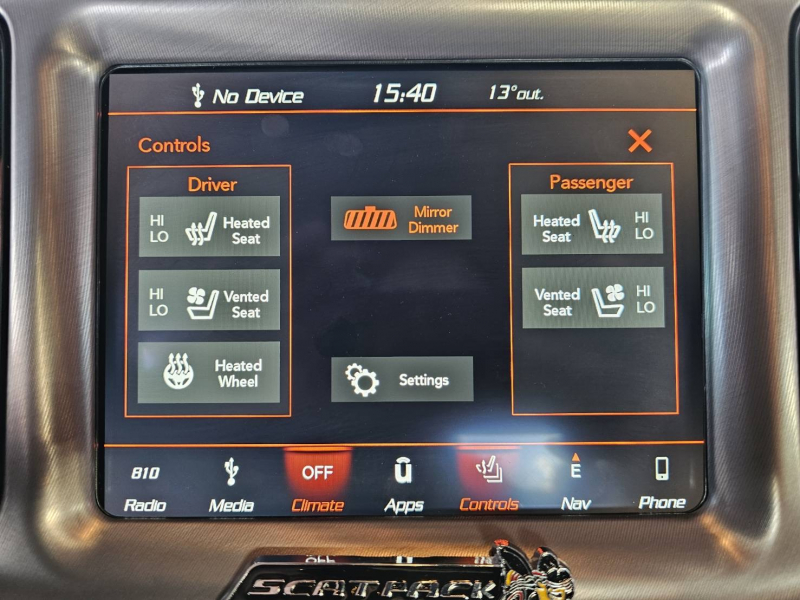 No Device 15:40 13° out.
Controls
Driver
HI
LO
Heated
Seat
HI
LO
Vented
Seat
Heated
Wheel
Mirror
Dimmer
Settings
Passenger
Heated
Seat
HI
LO
Vented
Seat
HI
LO
810 OFF ū E
Radio Media Climate Apps Controls Nav Phone
SCAT PACK